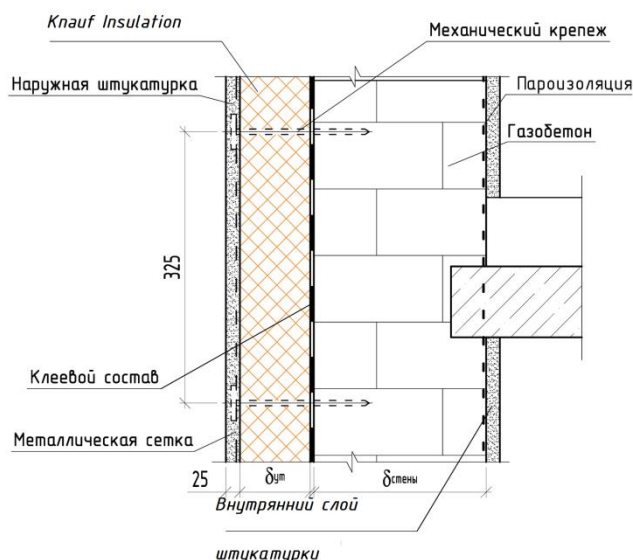 Knauf Insulation
Механический крепеж
Наружная штукатурка
Пароизоляция
Газобетон
325
Клеевой состав
Металлическая сетка
25
δут
δстены
Внутрянний слой
штукатурки